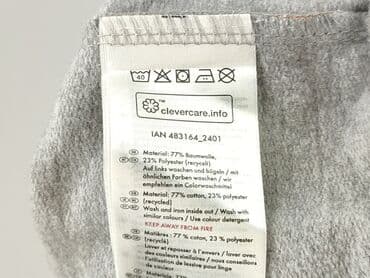 40
clevercare.info
IAN 483164_2401
Material: 77% Baumwolle,
23% Polyester (recycelt)
Auf links waschen und bügeln / mit
ähnlichen Farben waschen / wir
empfehlen ein Colorwaschmittel
Material: 77% cotton, 23% polyester
(recycled)
Wash and iron inside out / Wash with
similar colours / Use colour detergent
KEEP AWAY FROM FIRE
Matières : 77 % coton, 23 % polyester
(recyclé)
Laver et repasser à l'envers / avec des
couleurs similaires / nous conseillons
l'utilisation de lessive pour linge
de couleur